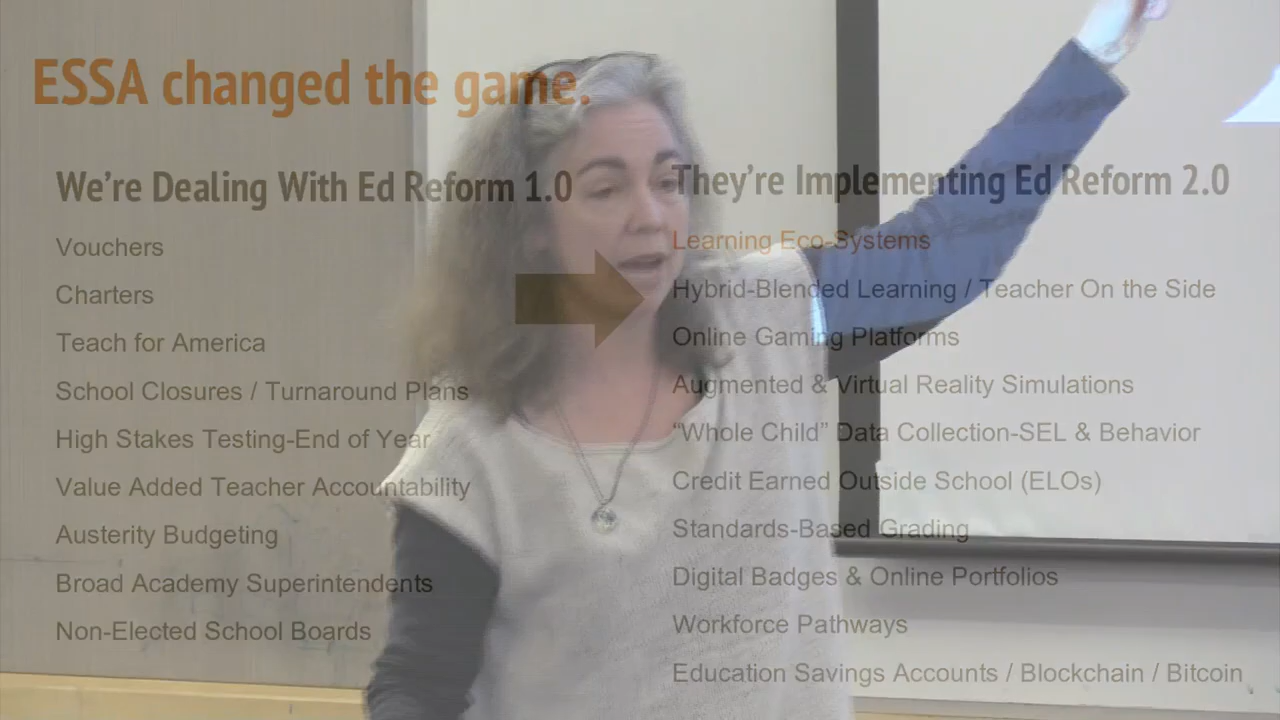 ESSA changed the game.
We're Dealing With Ed Reform 1.0
Vouchers
Charters
Teach for America
School Closures / Turnaround Plans
High Stakes Testing-End of Year
Value Added Teacher Accountability
Austerity Budgeting
Broad Academy Superintendents
Non-Elected School Boards
They're Implementing Ed Reform 2.0
Learning Eco-Systems
Hybrid-Blended Learning / Teacher On the Side
Online Gaming Platforms
Augmented & Virtual Reality Simulations
“Whole Child” Data Collection-SEL & Behavior
Credit Earned Outside School (ELOs)
Standards-Based Grading
Digital Badges & Online Portfolios
Workforce Pathways
Education Savings Accounts / Blockchain / Bitcoin